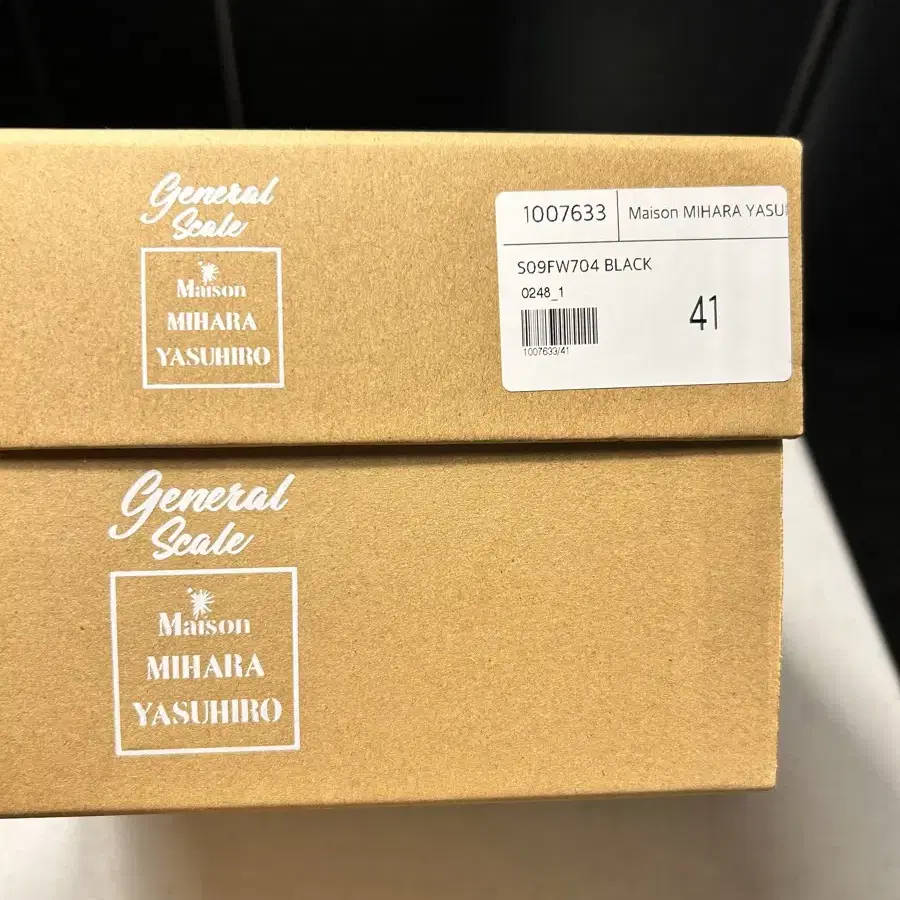 General
Scale
Maison
MIHARA
YASUHIRO
1007633
Maison MIHARA YASU
S09FW704 BLACK
0248_1
41
1007633/41
General
Scale
Maison
MIHARA
YASUHIRO